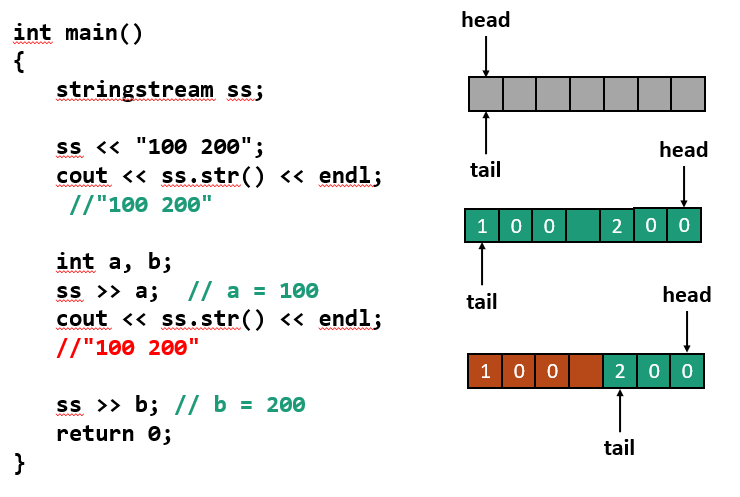 int main()
{
stringstream ss;
ss << "100 200";
cout << ss.str() << endl;
//"100 200"
int a, b;
ss >> a;  // a = 100
cout << ss.str() << endl;
//"100 200"
ss >> b; // b = 200
return 0;
}
head
tail
head
1 0 0 2 0 0
tail
head
1 0 0 2 0 0
tail